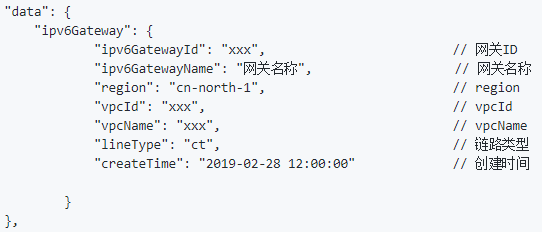 "data": {
"ipv6Gateway": {
"ipv6GatewayId": "xxx", // 网关ID
"ipv6GatewayName": "网关名称", // 网关名称
"region": "cn-north-1", // region
"vpcId": "xxx", // vpcId
"vpcName": "xxx", // vpcName
"lineType": "ct", // 链路类型
"createTime": "2019-02-28 12:00:00" // 创建时间
}
},